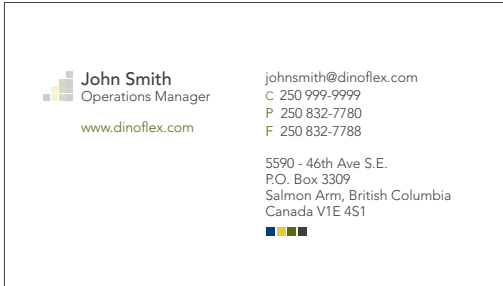 John Smith
Operations Manager
www.dinoflex.com
johnsmith@dinoflex.com
C 250 999-9999
P 250 832-7780
F 250 832-7788
5590 - 46th Ave S.E.
P.O. Box 3309
Salmon Arm, British Columbia
Canada V1E 4S1